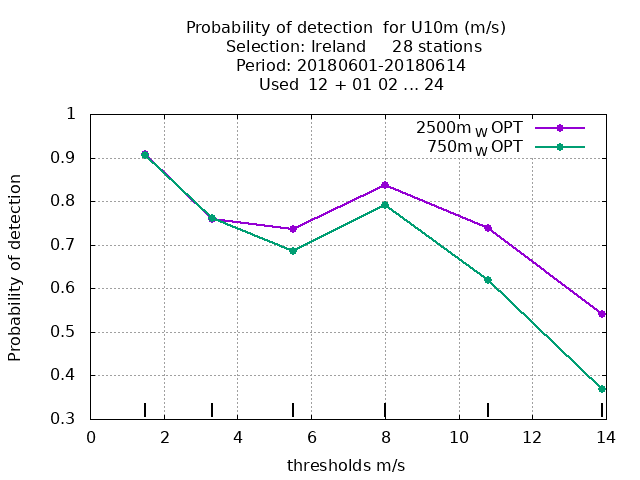 Probability of detection  for U10m (m/s)
Selection: Ireland     28 stations
Period: 20180601-20180614
Used  12 + 01 02 ... 24
2500m W OPT
750m W OPT
1
0.9
0.8
0.7
0.6
0.5
0.4
0.3
Probability of detection
0 2 4 6 8 10 12 14
thresholds m/s